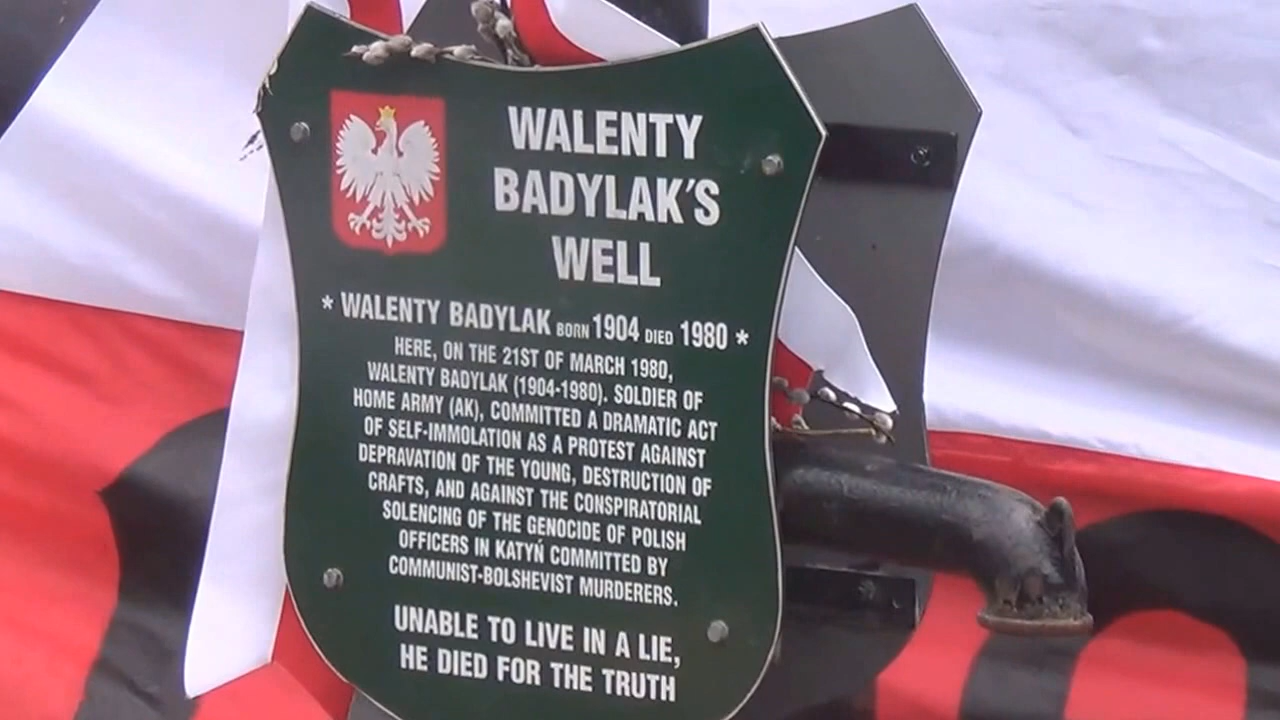 WALENTY
BADYLAK'S
WELL
* WALENTY BADYLAK BORN 1904 DIED 1980 *
HERE, ON THE 21ST OF MARCH 1980,
WALENTY BADYLAK (1904-1980). SOLDIER OF
HOME ARMY (AK), COMMITTED A DRAMATIC ACT
OF SELF-IMMOLATION AS A PROTEST AGAINST
DEPRAVATION OF THE YOUNG, DESTRUCTION OF
CRAFTS, AND AGAINST THE CONSPIRATORIAL
SOLENCING OF THE GENOCIDE OF POLISH
OFFICERS IN KATYŃ COMMITTED BY
COMMUNIST-BOLSHEVIST MURDERERS.
UNABLE TO LIVE IN A LIE,
HE DIED FOR THE TRUTH